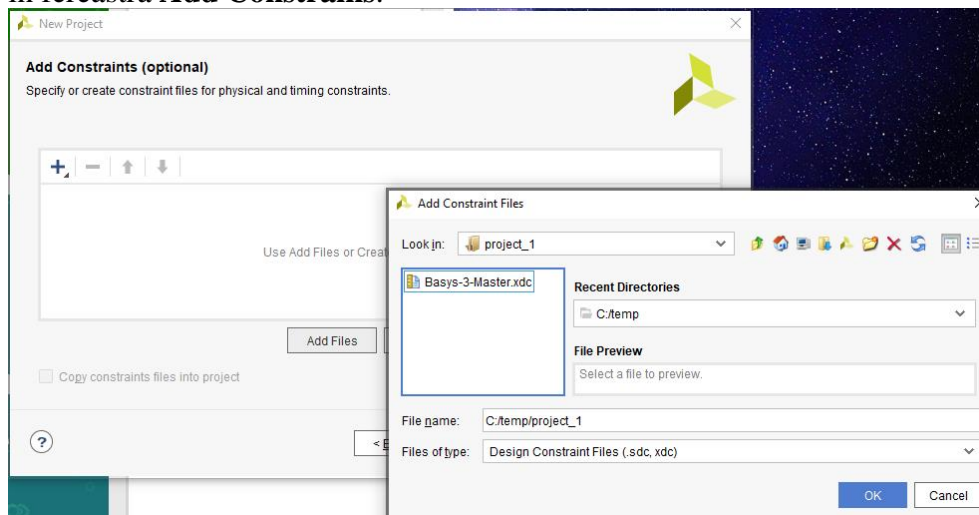 în fereastra Add Constrains.
New Project
Add Constraints (optional)
Specify or create constraint files for physical and timing constraints.
Use Add Files or Creat
Add Files
Copy constraints files into project
?
<
Add Constraint Files
Look in: project_1
Basys-3-Master.xdc
Recent Directories
C:/temp
File Preview
Select a file to preview.
File name: C:/temp/project_1
Files of type: Design Constraint Files (.sdc, xdc)
OK Cancel